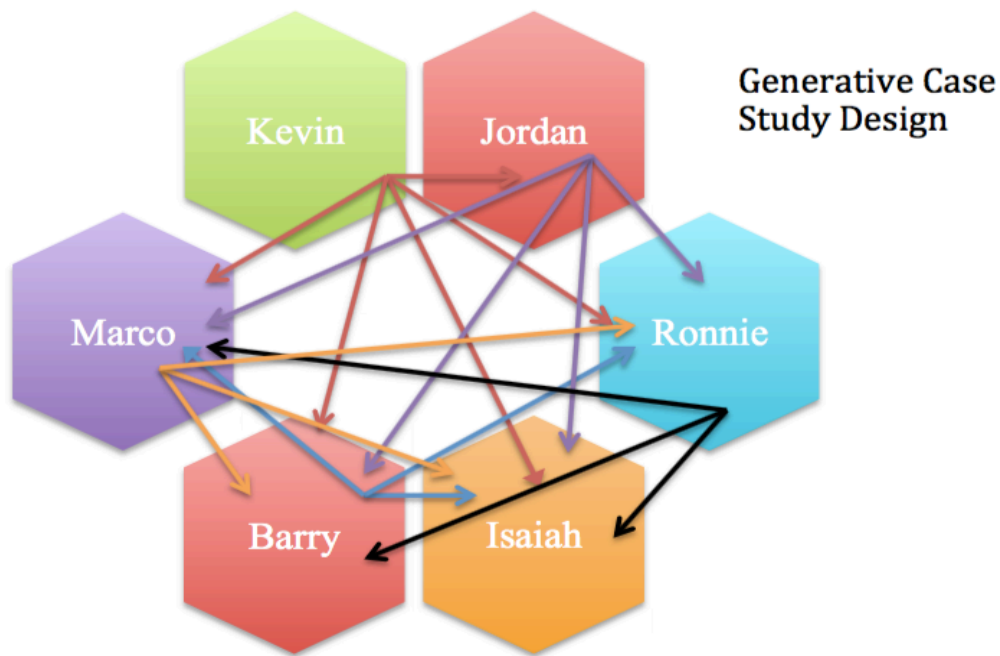 Kevin
Jordan
Generative Case
Study Design
Marco
Ronnie
Barry
Isaiah